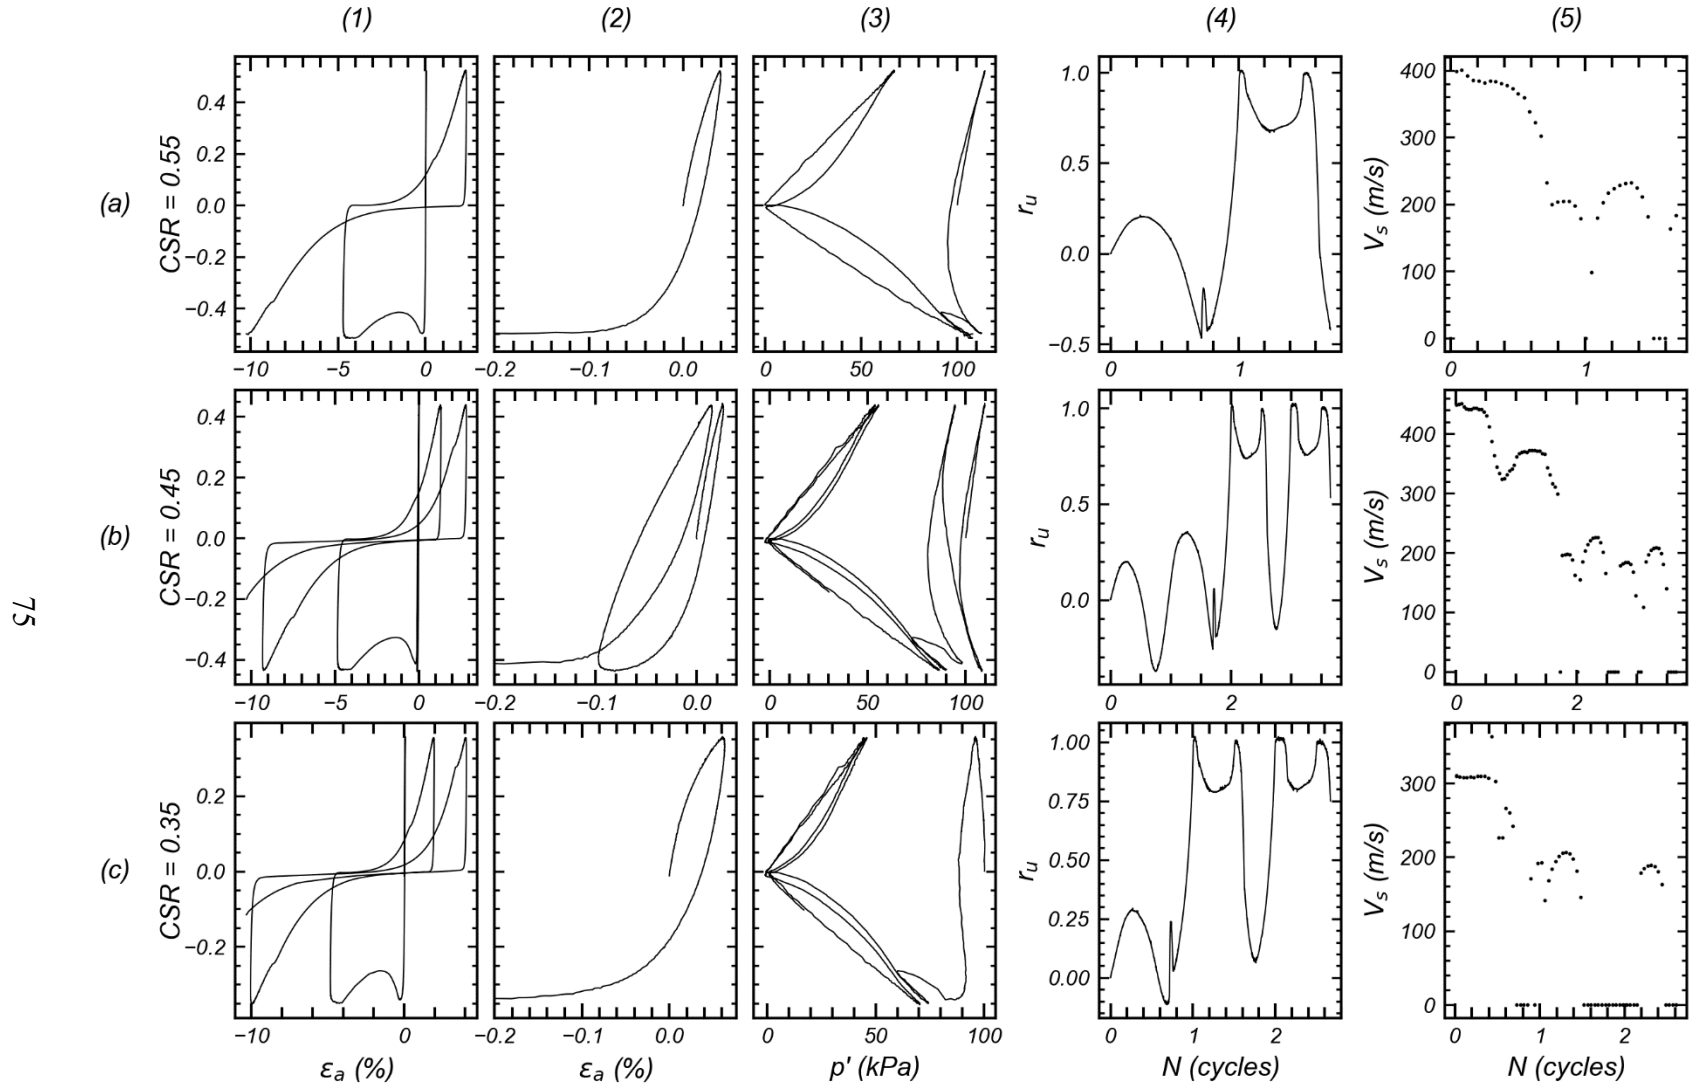 (1) (2) (3) (4) (5)
(a)
CSR = 0.55
0.4
0.2
0.0
−0.2
−0.4
−10 −5 0
−0.2 −0.1 0.0
0 50 100
r_u
1.0
0.5
0.0
−0.5
0 1
V_s (m/s)
400
300
200
100
0
0 1
(b)
CSR = 0.45
0.4
0.2
0.0
−0.2
−0.4
−10 −5 0
−0.2 −0.1 0.0
0 50 100
r_u
1.0
0.5
0.0
0 2
V_s (m/s)
400
300
200
100
0
0 2
(c)
CSR = 0.35
0.2
0.0
−0.2
−10 0
−0.2 −0.1 0.0
0 50 100
r_u
1.00
0.75
0.50
0.25
0.00
0 1 2
V_s (m/s)
300
200
100
0
0 1 2
ε_a (%) ε_a (%) p' (kPa) N (cycles) N (cycles)
75